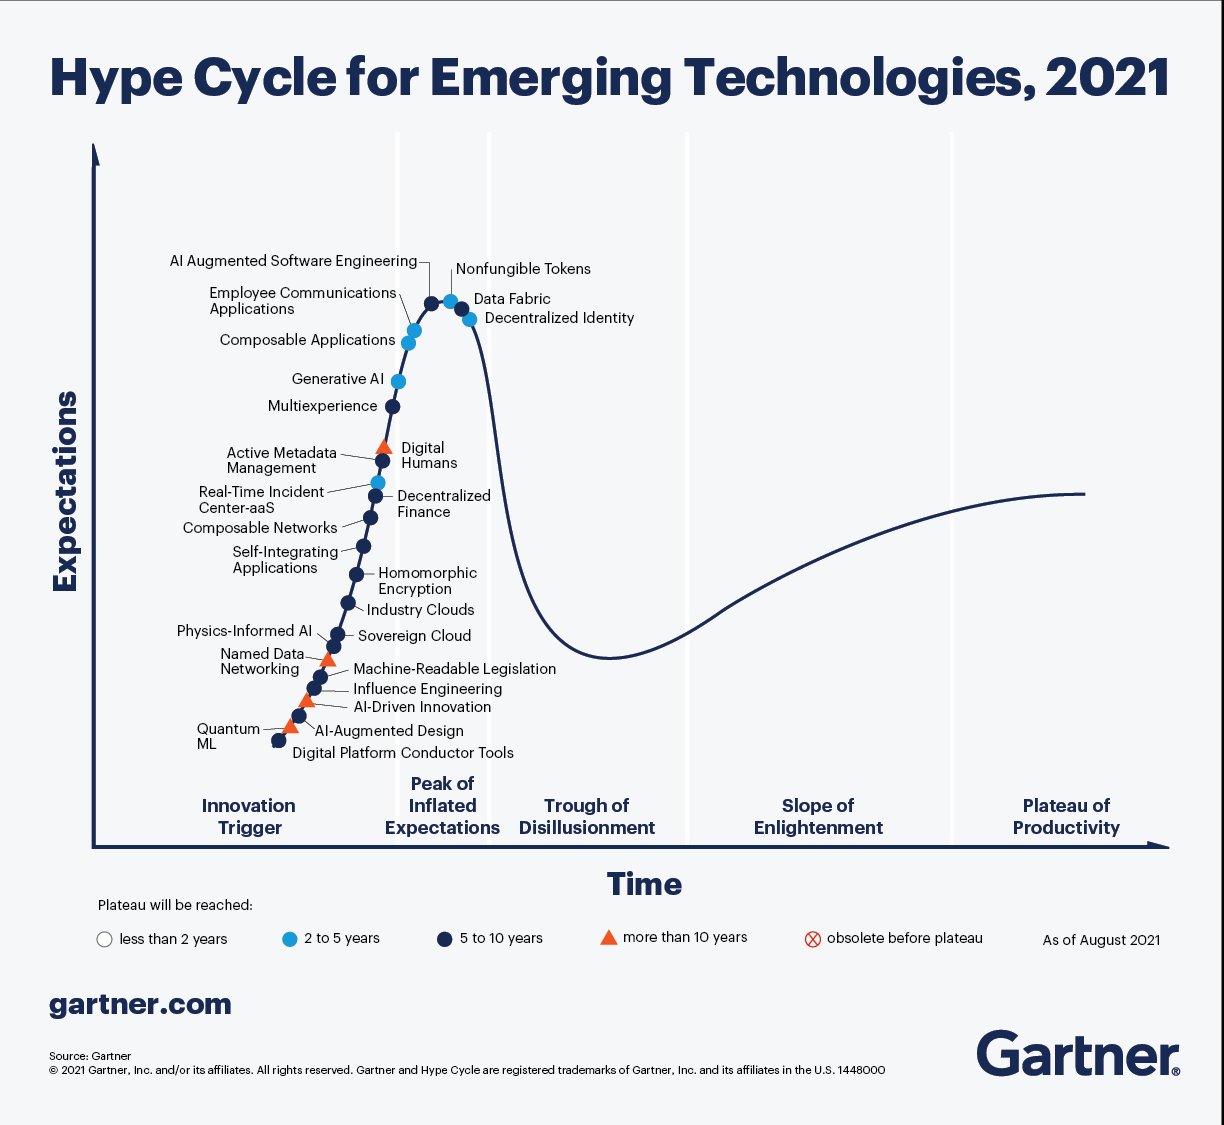 Hype Cycle for Emerging Technologies, 2021
Expectations
AI Augmented Software Engineering
Nonfungible Tokens
Employee Communications
Applications
Data Fabric
Decentralized Identity
Composable Applications
Generative AI
Multiexperience
Active Metadata
Management
Digital
Humans
Real-Time Incident
Center-aaS
Decentralized
Finance
Composable Networks
Self-Integrating
Applications
Homomorphic
Encryption
Industry Clouds
Physics-Informed AI
Sovereign Cloud
Named Data
Networking
Machine-Readable Legislation
Influence Engineering
AI-Driven Innovation
Quantum
ML
AI-Augmented Design
Digital Platform Conductor Tools
Innovation
Trigger
Peak of
Inflated
Expectations
Trough of
Disillusionment
Slope of
Enlightenment
Plateau of
Productivity
Time
Plateau will be reached:
less than 2 years
2 to 5 years
5 to 10 years
more than 10 years
obsolete before plateau
As of August 2021
gartner.com
Source: Gartner
© 2021 Gartner, Inc. and/or its affiliates. All rights reserved. Gartner and Hype Cycle are registered trademarks of Gartner, Inc. and its affiliates in the U.S. 1448000
Gartner®